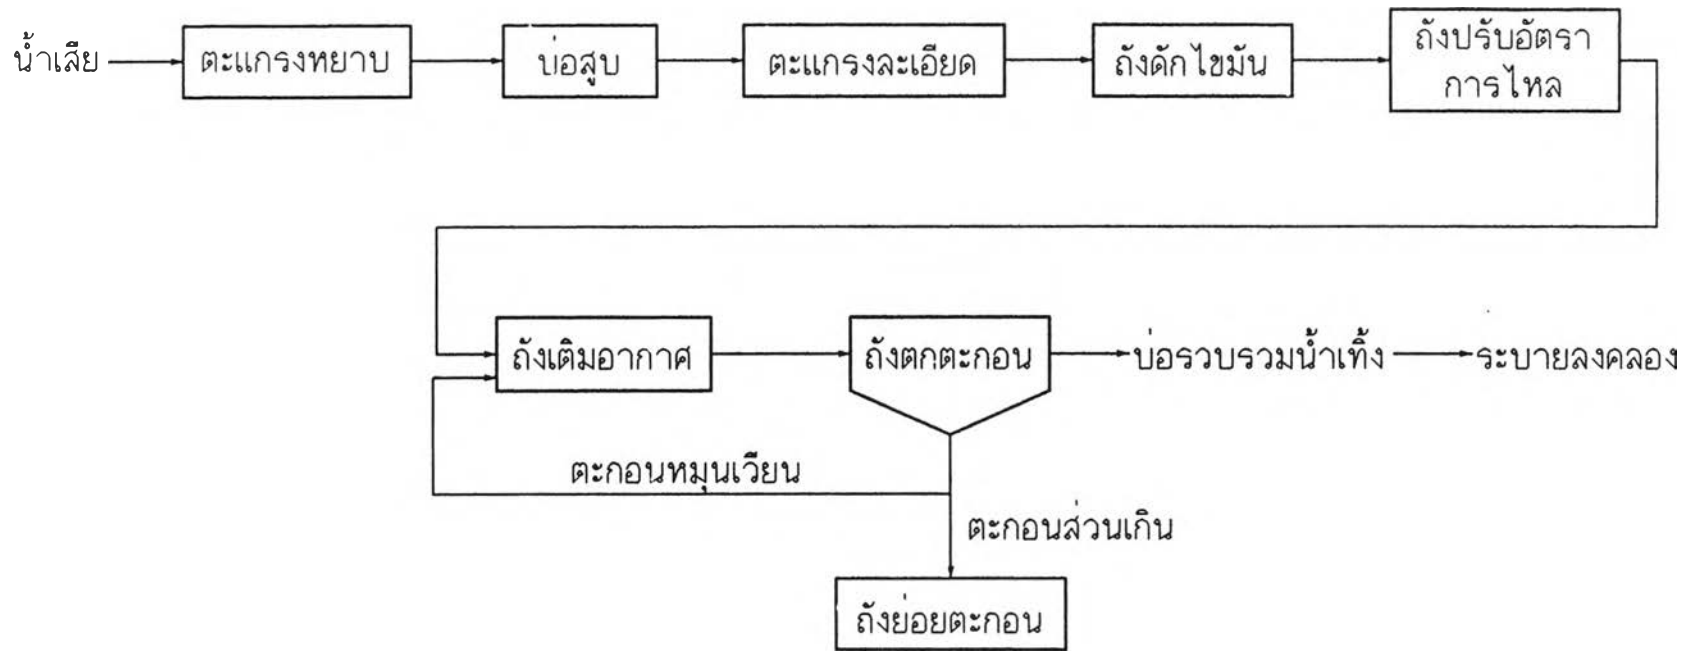 น้ำเสีย
ตะแกรงหยาบ
บ่อสูบ
ตะแกรงละเอียด
ถังดักไขมัน
ถังปรับอัตรา
การไหล
ถังเติมอากาศ
ถังตกตะกอน
บ่อรวบรวมน้ำทิ้ง
ระบายลงคลอง
ตะกอนหมุนเวียน
ตะกอนส่วนเกิน
ถังย่อยตะกอน